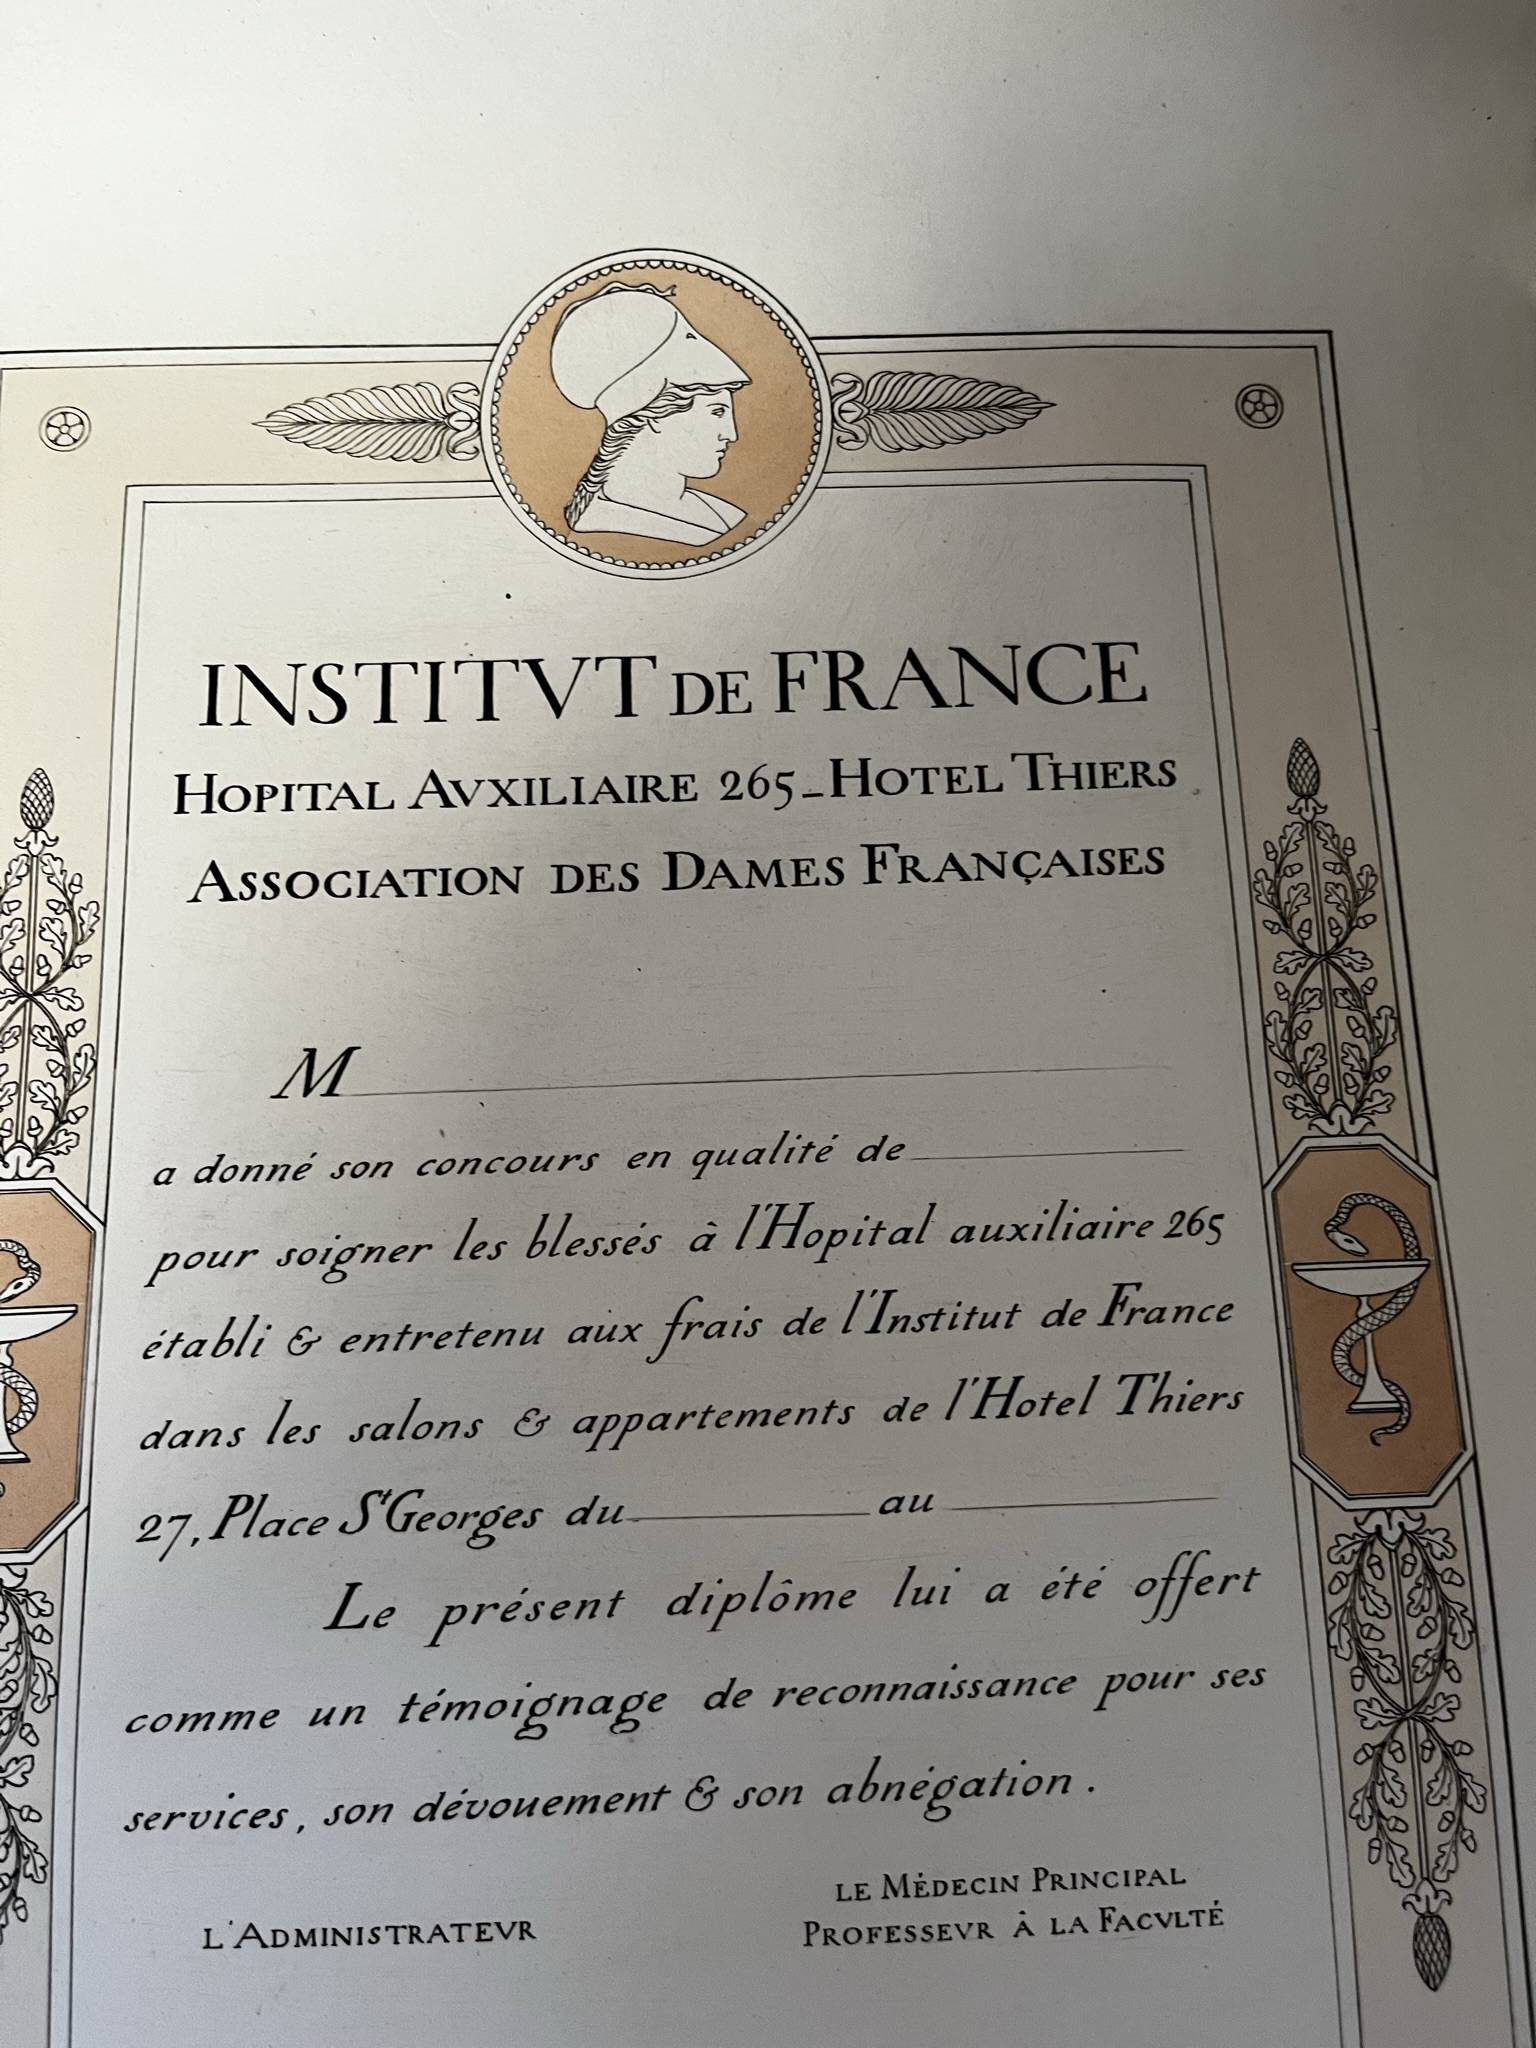 INSTITVT DE FRANCE
HOPITAL AVXILIAIRE 265_HOTEL THIERS
ASSOCIATION DES DAMES FRANÇAISES
M
a donné son concours en qualité de
pour soigner les blessés à l'Hopital auxiliaire 265
établi & entretenu aux frais de l'Institut de France
dans les salons & appartements de l'Hotel Thiers
27, Place St Georges du au
Le présent diplôme lui a été offert
comme un témoignage de reconnaissance pour ses
services, son dévouement & son abnégation.
LE MÉDECIN PRINCIPAL
L'ADMINISTRATEVR PROFESSEVR À LA FACVLTÉ